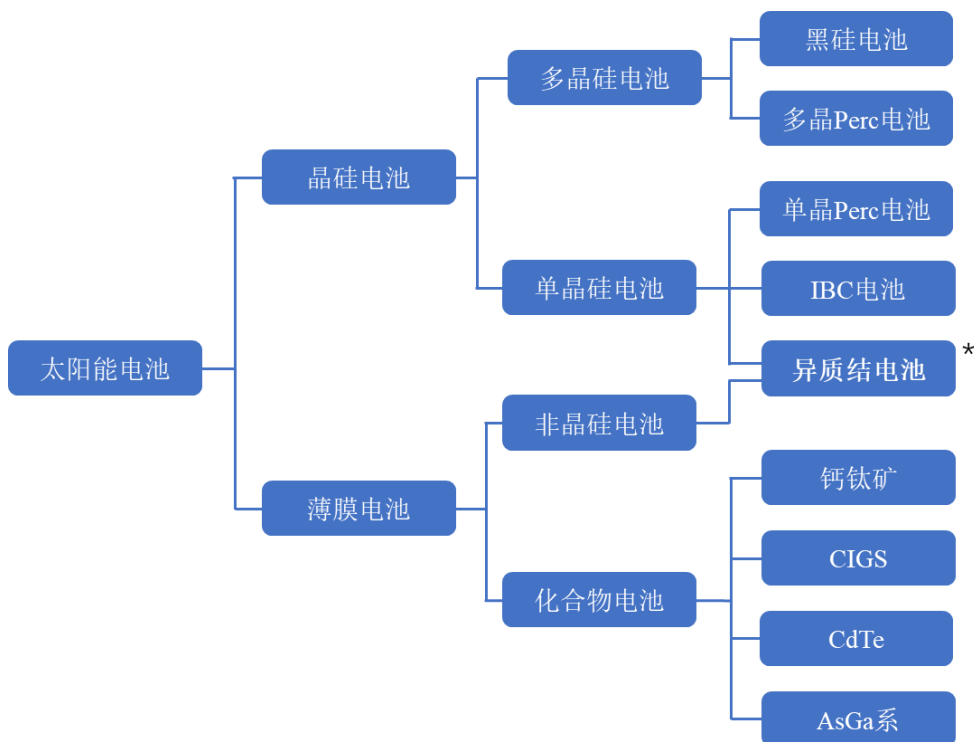 太阳能电池
晶硅电池
多晶硅电池
黑硅电池
多晶Perc电池
单晶硅电池
单晶Perc电池
IBC电池
异质结电池*
薄膜电池
非晶硅电池
化合物电池
钙钛矿
CIGS
CdTe
AsGa系